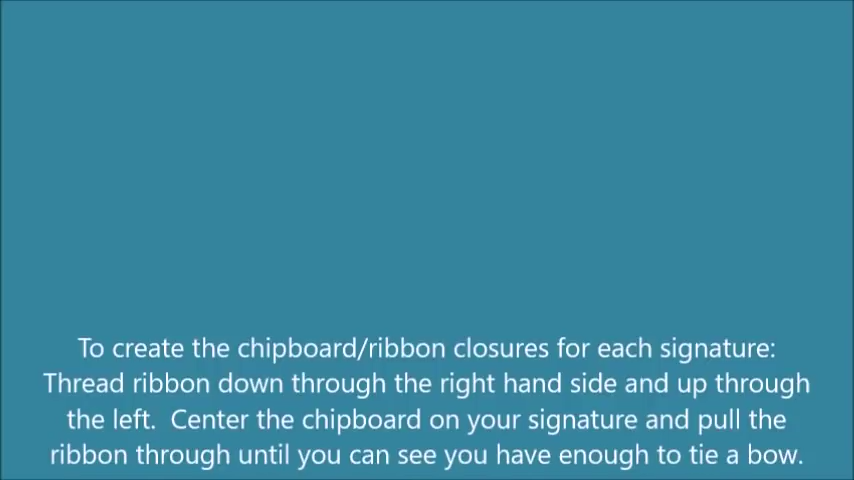 To create the chipboard/ribbon closures for each signature:
Thread ribbon down through the right hand side and up through
the left.  Center the chipboard on your signature and pull the
ribbon through until you can see you have enough to tie a bow.